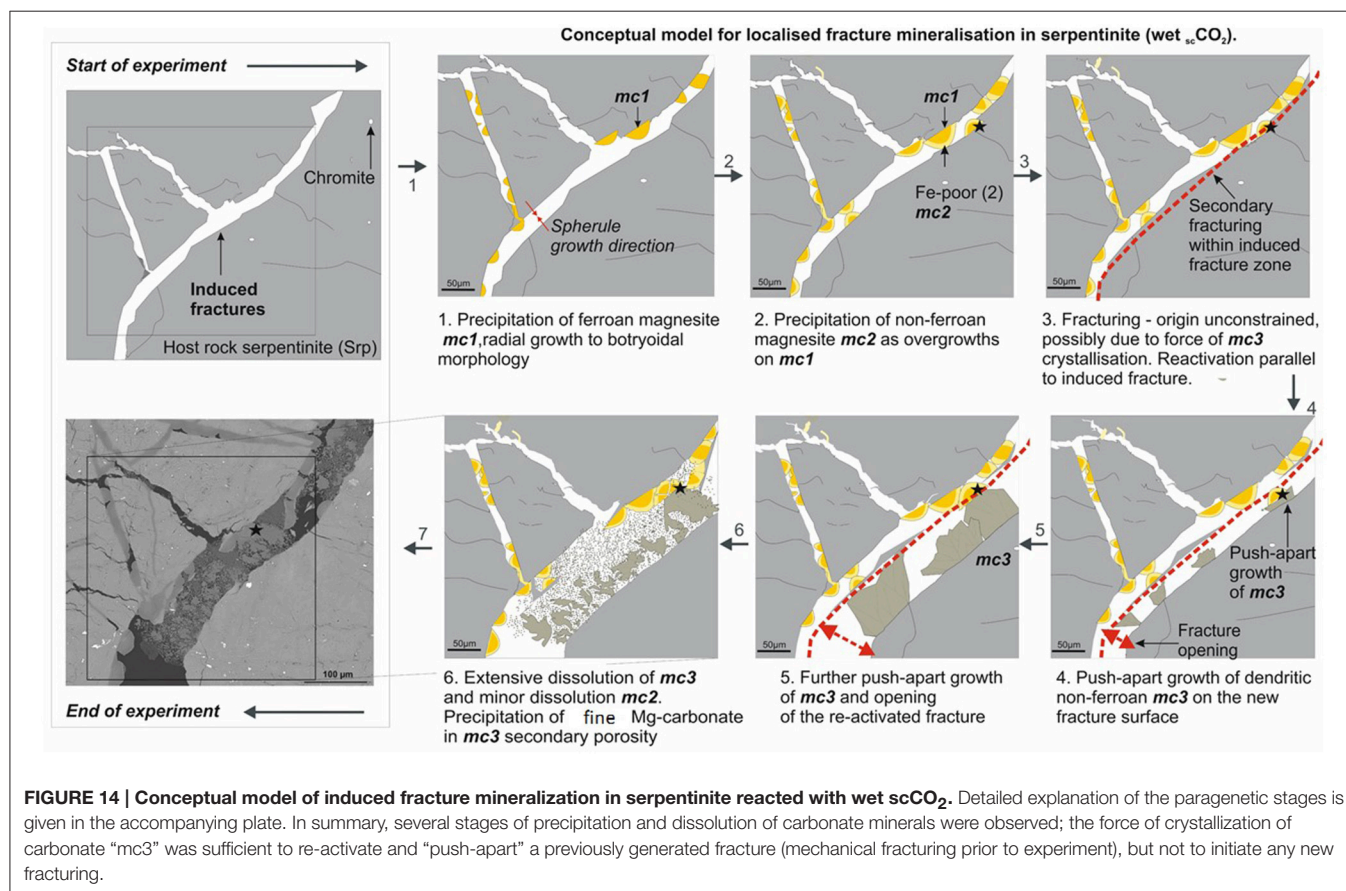 Conceptual model for localised fracture mineralisation in serpentinite (wet scCO2).
Start of experiment
Chromite
Induced
fractures
Host rock serpentinite (Srp)
1
mc1
Spherule
growth direction
50µm
1. Precipitation of ferroan magnesite
mc1,radial growth to botryoidal
morphology
2
mc1
Fe-poor (2)
mc2
50µm
2. Precipitation of non-ferroan
magnesite mc2 as overgrowths
on mc1
3
Secondary
fracturing
within induced
fracture zone
50µm
3. Fracturing - origin unconstrained,
possibly due to force of mc3
crystallisation. Reactivation parallel
to induced fracture.
4
Push-apart
growth
of mc3
Fracture
opening
50µm
4. Push-apart growth of dendritic
non-ferroan mc3 on the new
fracture surface
5
mc3
50µm
5. Further push-apart growth
of mc3 and opening
of the re-activated fracture
6
50µm
6. Extensive dissolution of mc3
and minor dissolution mc2.
Precipitation of fine Mg-carbonate
in mc3 secondary porosity
7
100 µm
End of experiment
FIGURE 14 | Conceptual model of induced fracture mineralization in serpentinite reacted with wet scCO2. Detailed explanation of the paragenetic stages is
given in the accompanying plate. In summary, several stages of precipitation and dissolution of carbonate minerals were observed; the force of crystallization of
carbonate “mc3” was sufficient to re-activate and “push-apart” a previously generated fracture (mechanical fracturing prior to experiment), but not to initiate any new
fracturing.